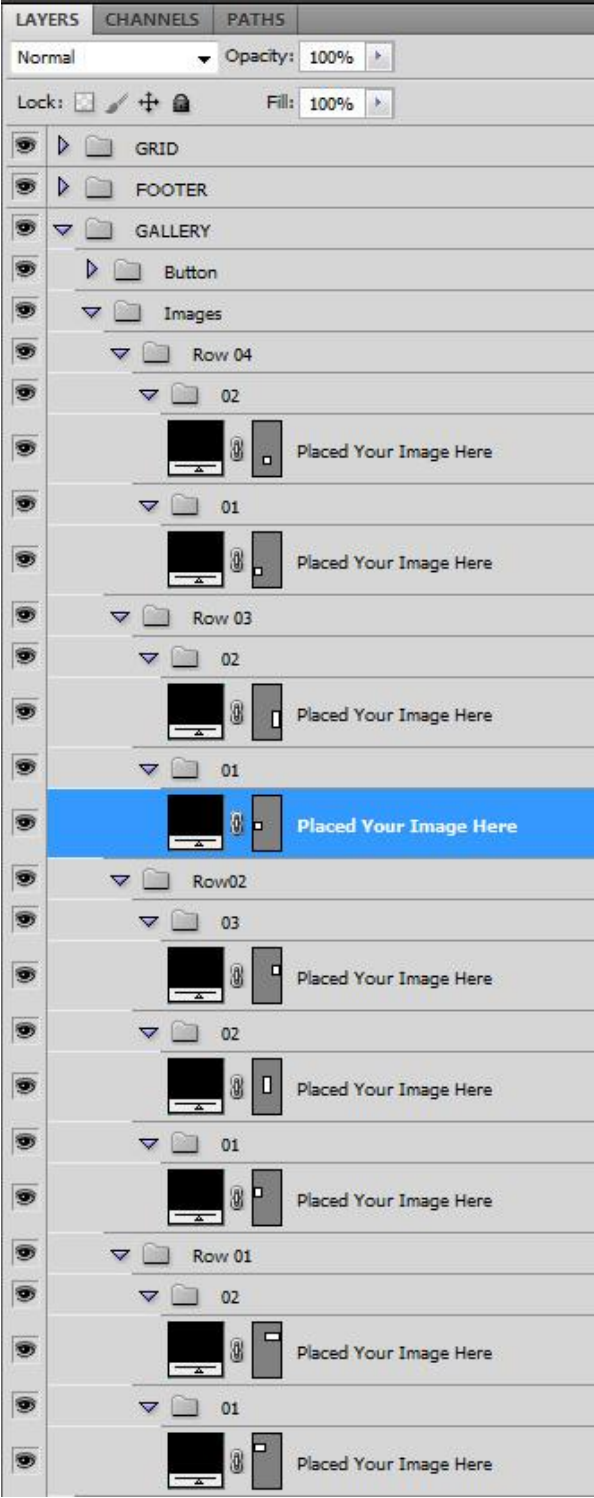 LAYERS CHANNELS PATHS
Normal Opacity: 100%
Lock: Fill: 100%
GRID
FOOTER
GALLERY
Button
Images
Row 04
02
Placed Your Image Here
01
Placed Your Image Here
Row 03
02
Placed Your Image Here
01
Placed Your Image Here
Row02
03
Placed Your Image Here
02
Placed Your Image Here
01
Placed Your Image Here
Row 01
02
Placed Your Image Here
01
Placed Your Image Here